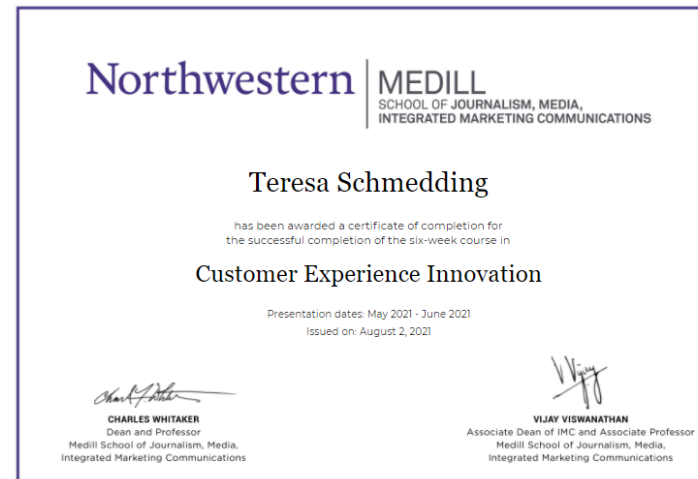 Northwestern
MEDILL
SCHOOL OF JOURNALISM, MEDIA,
INTEGRATED MARKETING COMMUNICATIONS
Teresa Schmedding
has been awarded a certificate of completion for
the successful completion of the six-week course in
Customer Experience Innovation
Presentation dates: May 2021 - June 2021
Issued on: August 2, 2021
CHARLES WHITAKER
Dean and Professor
Medill School of Journalism, Media,
Integrated Marketing Communications
V Vijay
VIJAY VISWANATHAN
Associate Dean of IMC and Associate Professor
Medill School of Journalism, Media,
Integrated Marketing Communications